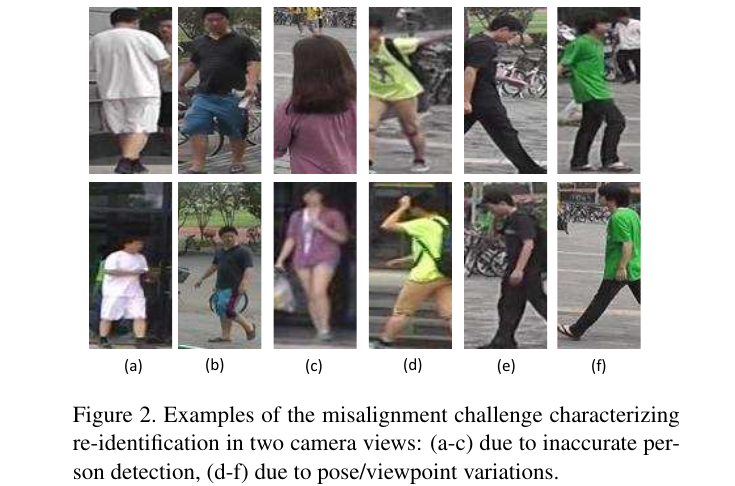 (a) (b) (c) (d) (e) (f)
Figure 2. Examples of the misalignment challenge characterizing
re-identification in two camera views: (a-c) due to inaccurate per-
son detection, (d-f) due to pose/viewpoint variations.